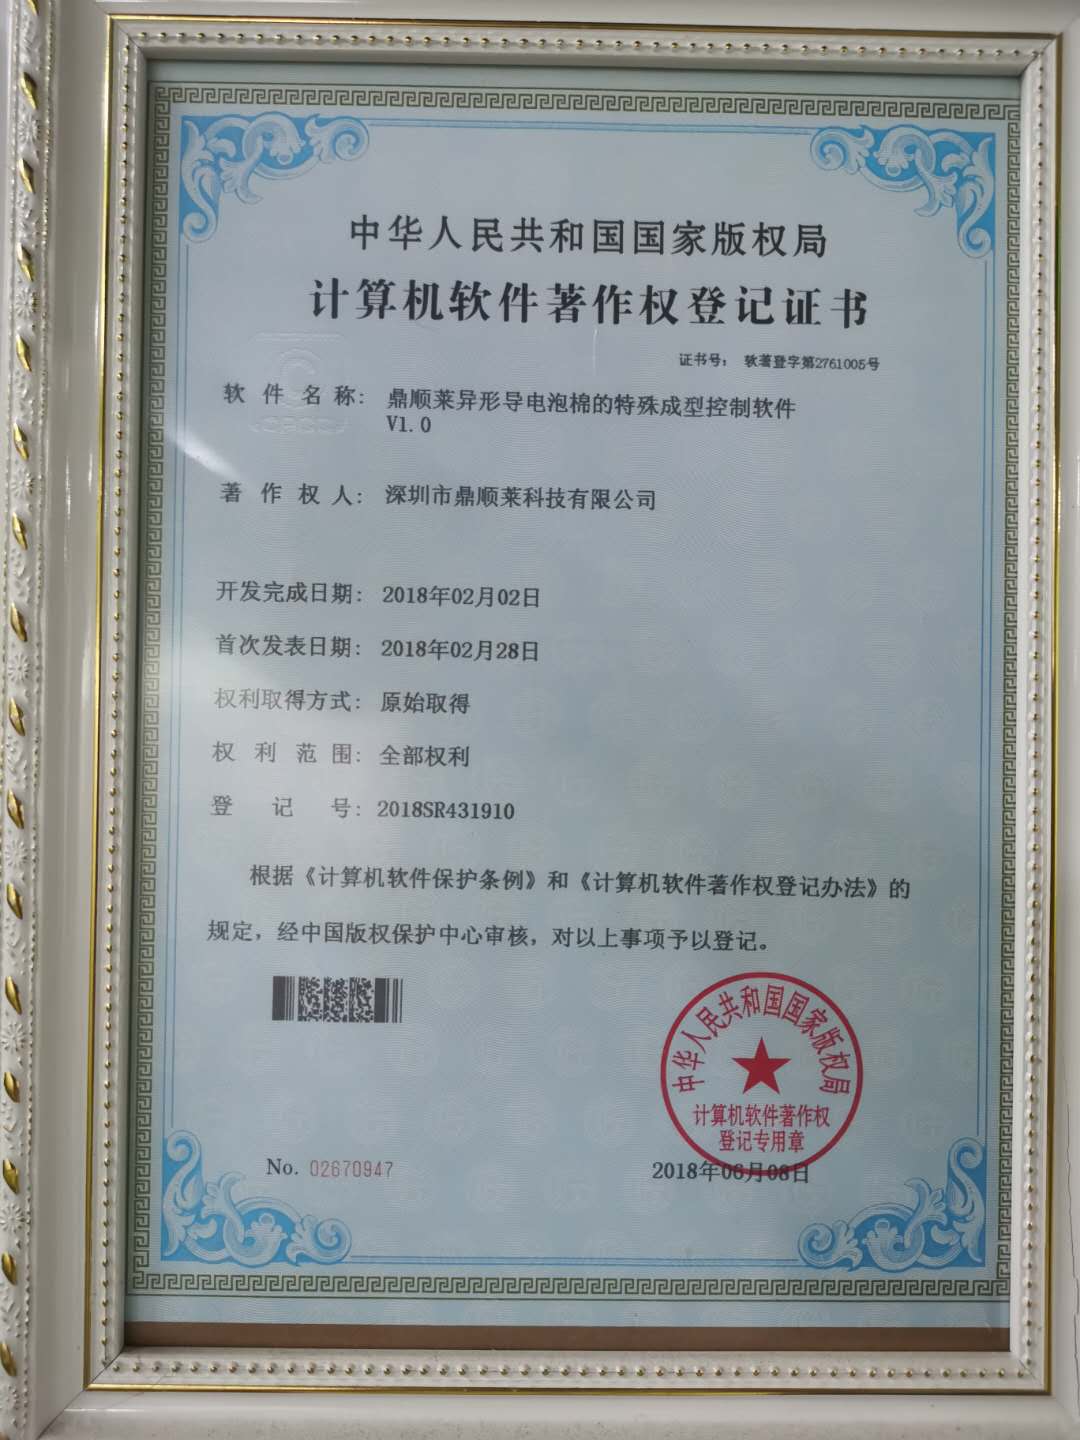 中华人民共和国国家版权局
计算机软件著作权登记证书
证书号： 软著登字第2761005号
软件名称： 鼎顺莱异形导电泡棉的特殊成型控制软件
V1.0
著作权人： 深圳市鼎顺莱科技有限公司
开发完成日期： 2018年02月02日
首次发表日期： 2018年02月28日
权利取得方式： 原始取得
权利范围： 全部权利
登记号： 2018SR431910
根据《计算机软件保护条例》和《计算机软件著作权登记办法》的
规定，经中国版权保护中心审核，对以上事项予以登记。
中华人民共和国国家版权局
计算机软件著作权
登记专用章
No. 02670947
2018年06月08日